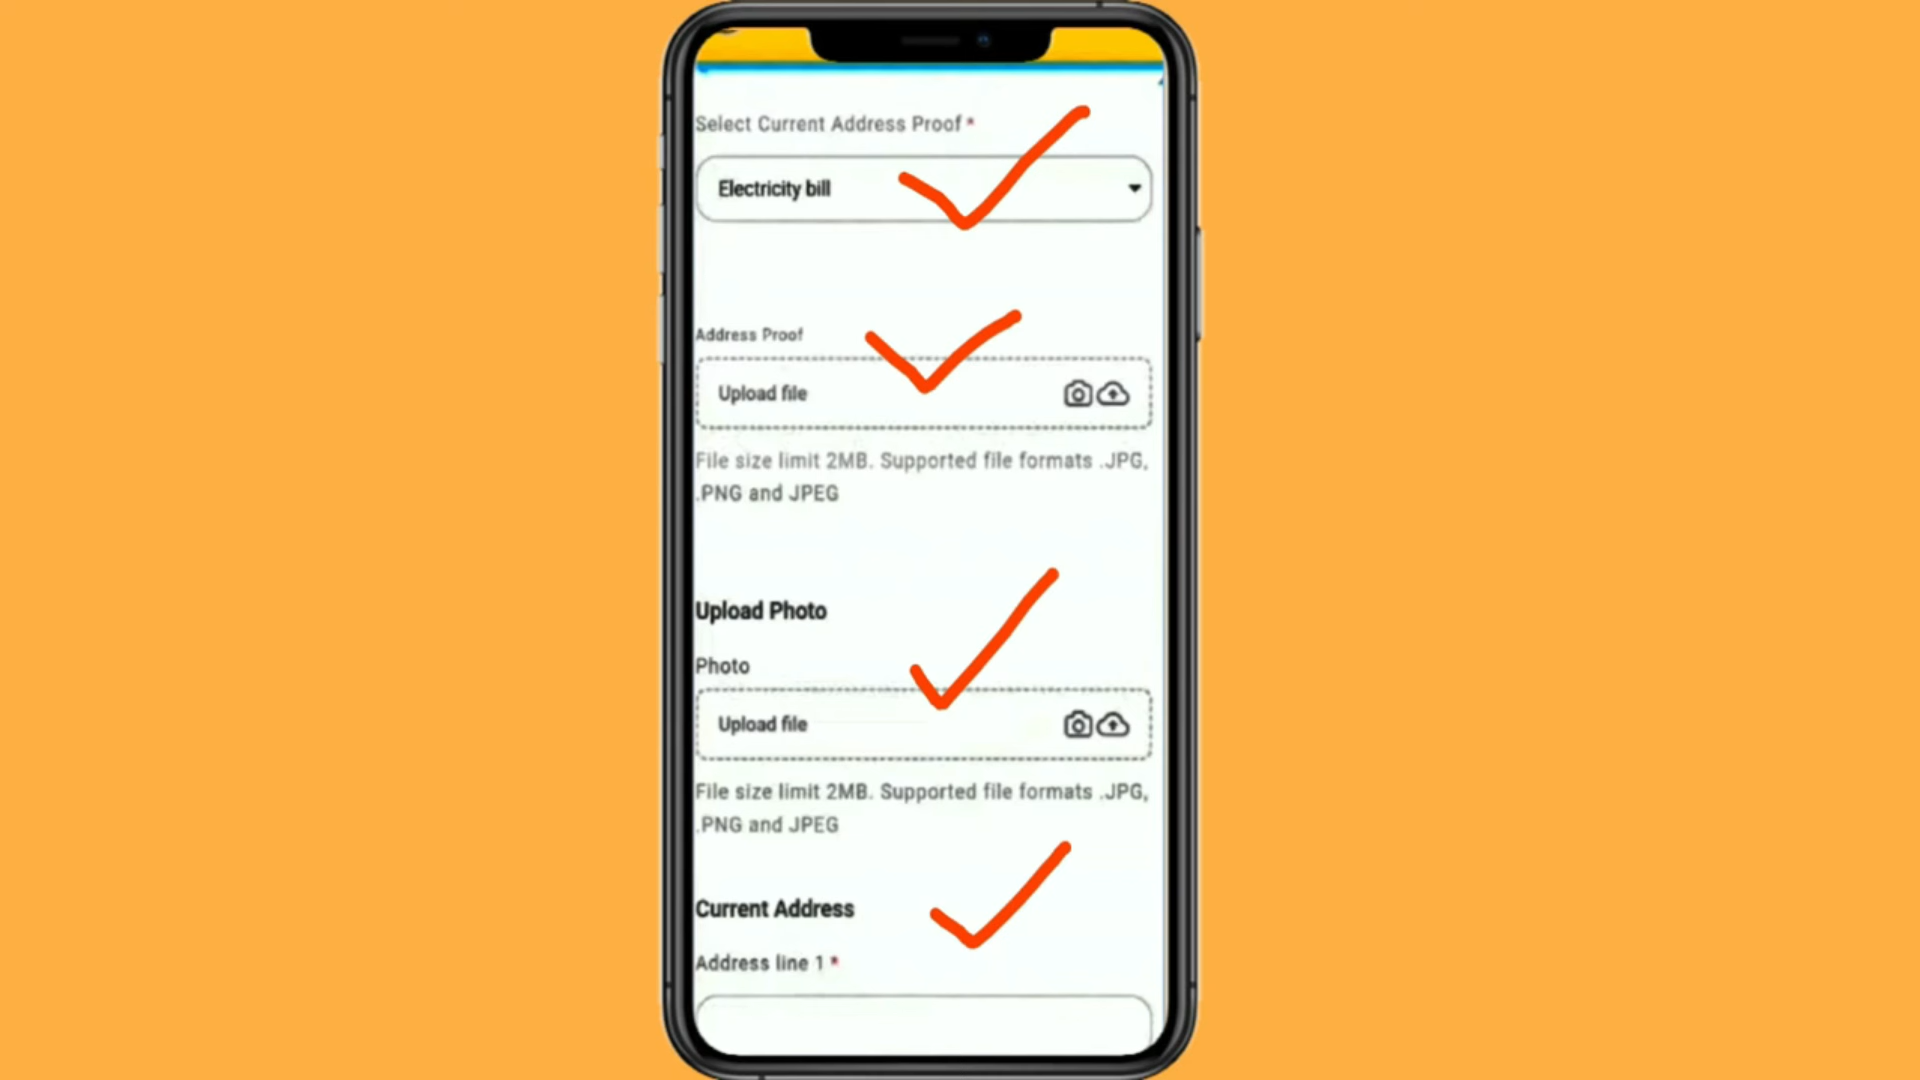 Select Current Address Proof *
Electricity bill
Address Proof
Upload file
File size limit 2MB. Supported file formats .JPG,
.PNG and JPEG
Upload Photo
Photo
Upload file
File size limit 2MB. Supported file formats .JPG,
.PNG and JPEG
Current Address
Address line 1 *